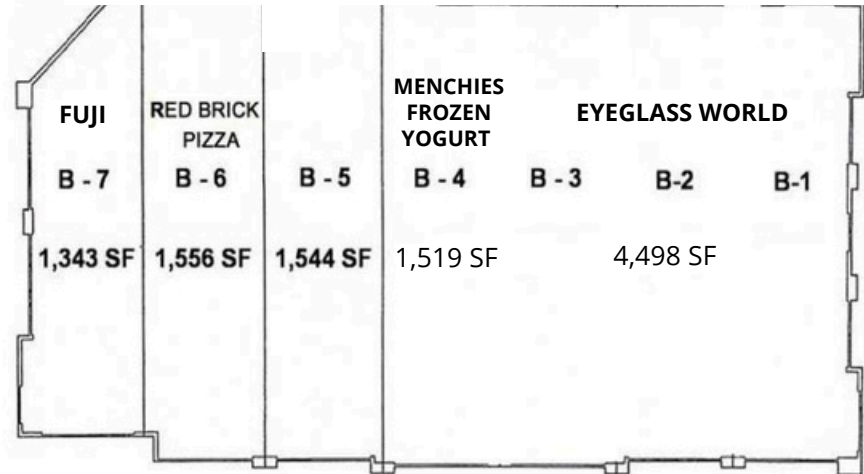 FUJI
RED BRICK
PIZZA
MENCHIES
FROZEN
YOGURT
EYEGLASS WORLD
B - 7
B - 6
B - 5
B - 4
B - 3
B-2
B-1
1,343 SF
1,556 SF
1,544 SF
1,519 SF
4,498 SF